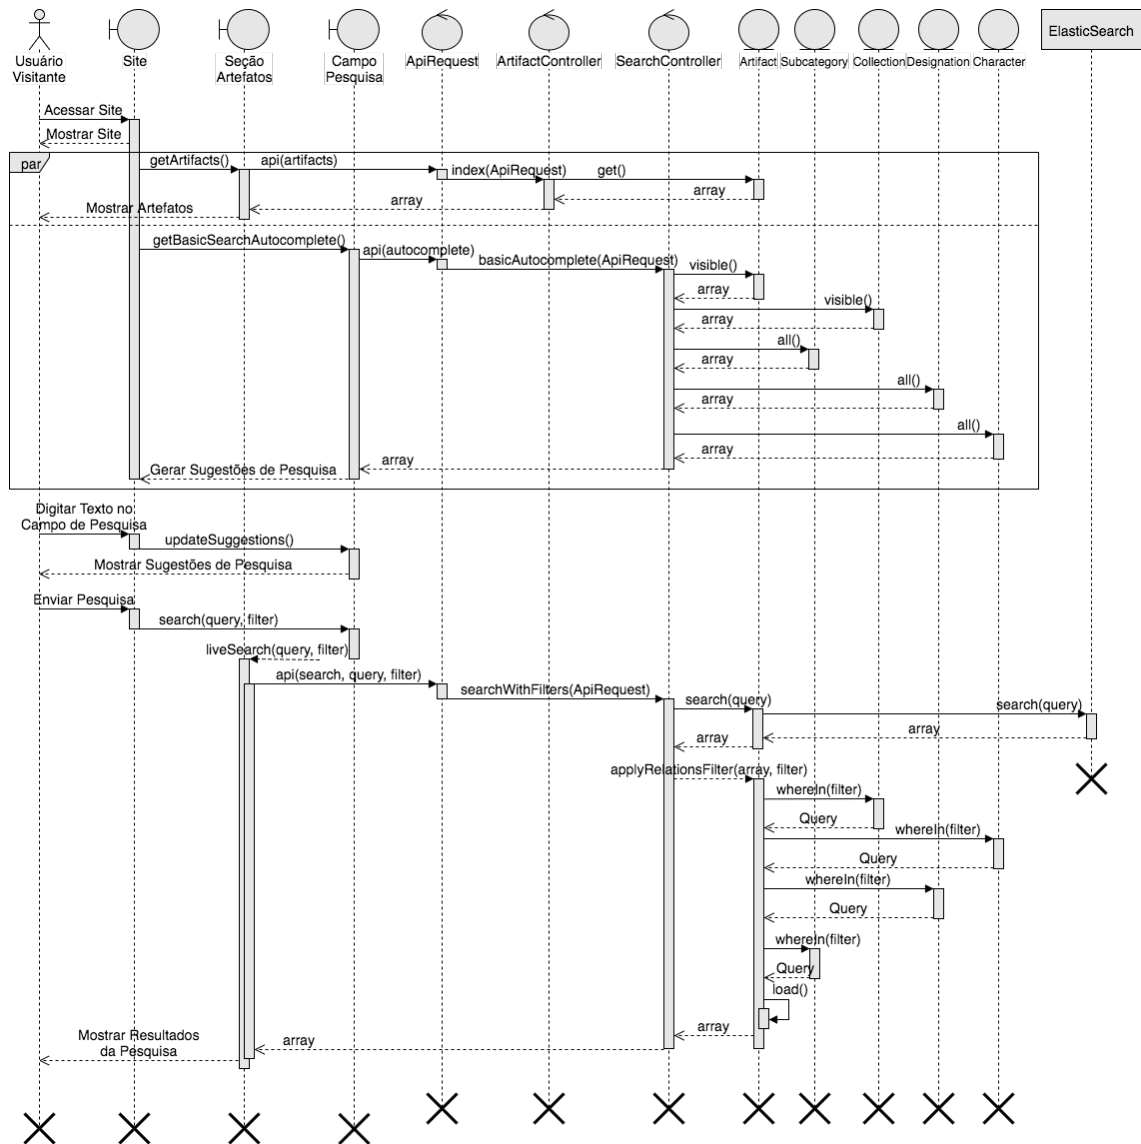 Usuário
Visitante
Site
Seção
Artefatos
Campo
Pesquisa
ApiRequest
ArtifactController
SearchController
Artifact
Subcategory
Collection
Designation
Character
ElasticSearch
Acessar Site
Mostrar Site
par
getArtifacts()
api(artifacts)
index(ApiRequest)
get()
array
array
Mostrar Artefatos
getBasicSearchAutocomplete()
api(autocomplete)
basicAutocomplete(ApiRequest)
visible()
array
visible()
array
all()
array
all()
array
all()
array
array
Gerar Sugestões de Pesquisa
Digitar Texto no
Campo de Pesquisa
updateSuggestions()
Mostrar Sugestões de Pesquisa
Enviar Pesquisa
search(query, filter)
liveSearch(query, filter)
api(search, query, filter)
searchWithFilters(ApiRequest)
search(query)
search(query)
array
array
applyRelationsFilter(array, filter)
whereIn(filter)
Query
whereIn(filter)
Query
whereIn(filter)
Query
whereIn(filter)
Query
load()
array
array
Mostrar Resultados
da Pesquisa